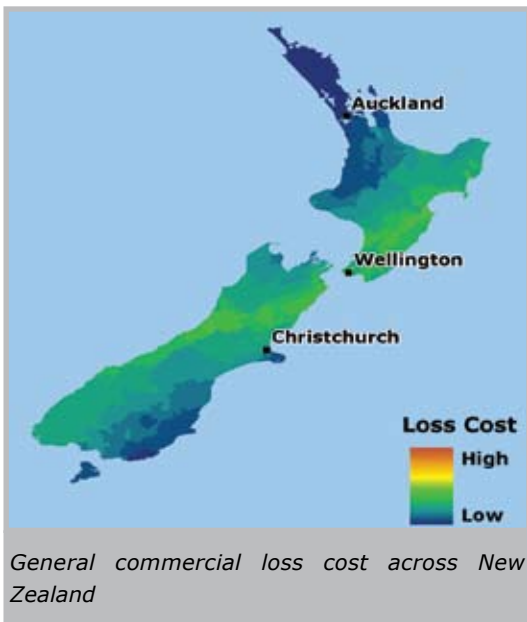 Auckland
Wellington
Christchurch
Loss Cost
High
Low
General commercial loss cost across New
Zealand